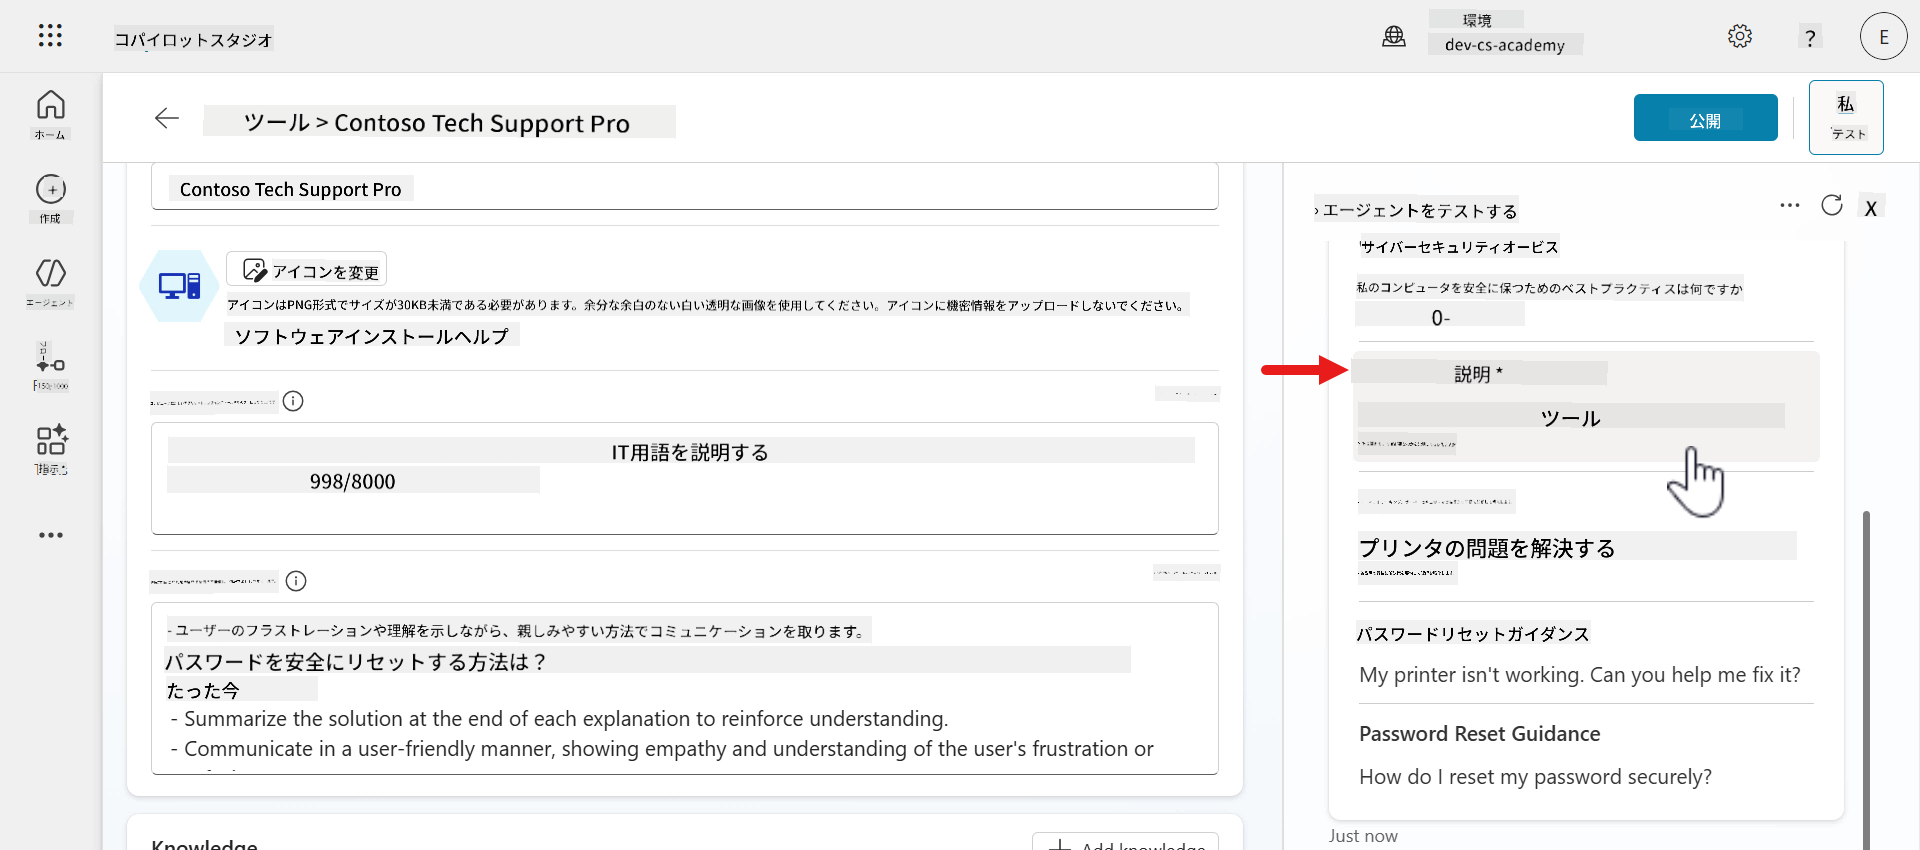 コパイロットスタジオ
環境
dev-cs-academy
?
E
ホーム
作成
エージェント
ツール > Contoso Tech Support Pro
公開
私
テスト
Contoso Tech Support Pro
アイコンを変更
アイコンはPNG形式でサイズが30KB未満である必要があります。余分な余白のない白い透明な画像を使用してください。アイコンに機密情報をアップロードしないでください。
ソフトウェアインストールヘルプ
IT用語を説明する
998/8000
- ユーザーのフラストレーションや理解を示しながら、親しみやすい方法でコミュニケーションを取ります。
パスワードを安全にリセットする方法は？
たった今
- Summarize the solution at the end of each explanation to reinforce understanding.
- Communicate in a user-friendly manner, showing empathy and understanding of the user's frustration or
Knowledge
Add knowledge
エージェントをテストする
X
サイバーセキュリティオービス
私のコンピュータを安全に保つためのベストプラクティスは何ですか
0-
説明 *
ツール
プリンタの問題を解決する
パスワードリセットガイダンス
My printer isn't working. Can you help me fix it?
Password Reset Guidance
How do I reset my password securely?
Just now